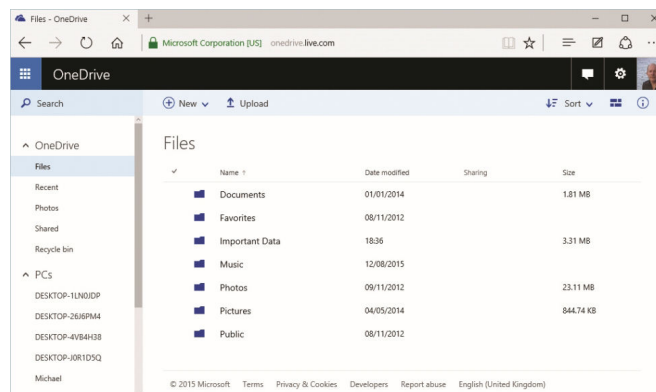 Files - OneDrive
Microsoft Corporation [US] onedrive.live.com
OneDrive
Search
New
Upload
Sort
OneDrive
Files
Recent
Photos
Shared
Recycle bin
PCs
DESKTOP-1LN0JDP
DESKTOP-26J6PM4
DESKTOP-4VB4H38
DESKTOP-J0R1D5Q
Michael
Files
Name Date modified Sharing Size
Documents 01/01/2014 1.81 MB
Favorites 08/11/2012
Important Data 18:36 3.31 MB
Music 12/08/2015
Photos 09/11/2012 23.11 MB
Pictures 04/05/2014 844.74 KB
Public 08/11/2012
© 2015 Microsoft Terms Privacy & Cookies Developers Report abuse English (United Kingdom)